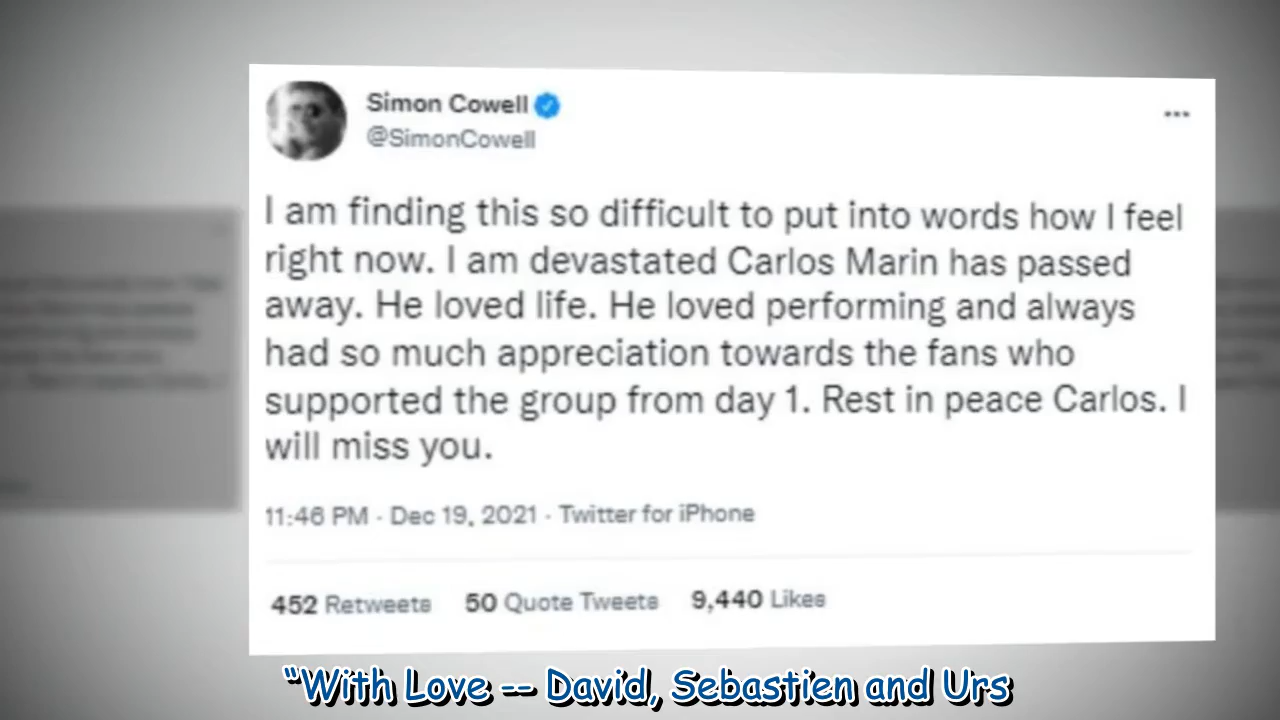 Simon Cowell
@SimonCowell
I am finding this so difficult to put into words how I feel
right now. I am devastated Carlos Marin has passed
away. He loved life. He loved performing and always
had so much appreciation towards the fans who
supported the group from day 1. Rest in peace Carlos. I
will miss you.
11:46 PM · Dec 19, 2021 · Twitter for iPhone
452 Retweets 50 Quote Tweets 9,440 Likes
“With Love -- David, Sebastien and Urs